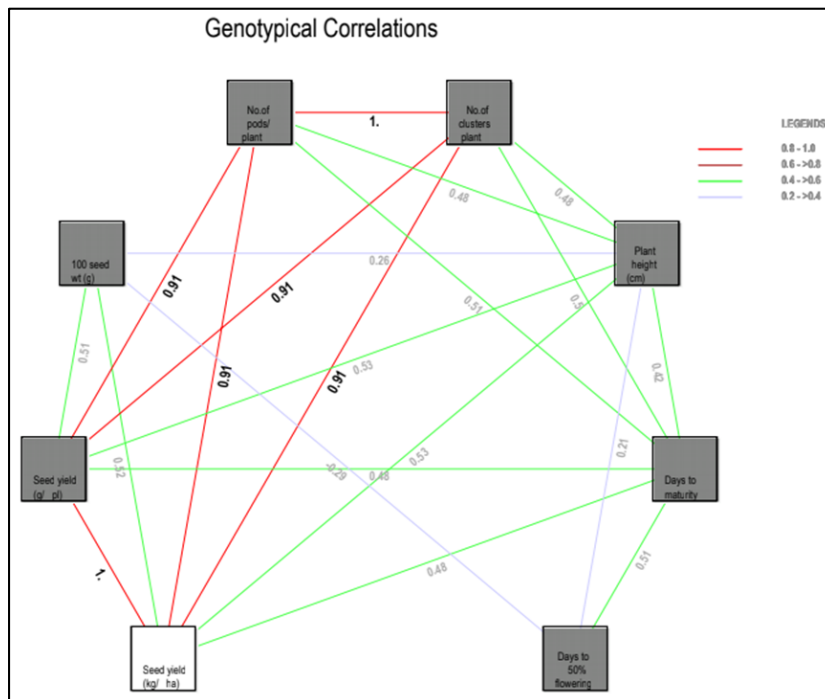 Genotypical Correlations
No.of
pods/
plant
No.of
clusters
plant
1.
LEGENDS
0.8 - 1.0
0.6 - >0.8
0.4 - >0.6
0.2 - >0.4
0.48
0.48
100 seed
wt (g)
0.26
Plant
height
(cm)
0.91
0.91
0.51
0.5
0.51
0.91
0.91
0.53
0.42
Seed yield
(g/ pl)
0.52
-0.29
0.48
0.53
0.21
Days to
maturity
1.
0.48
0.51
Seed yield
(kg/ ha)
Days to
50%
flowering